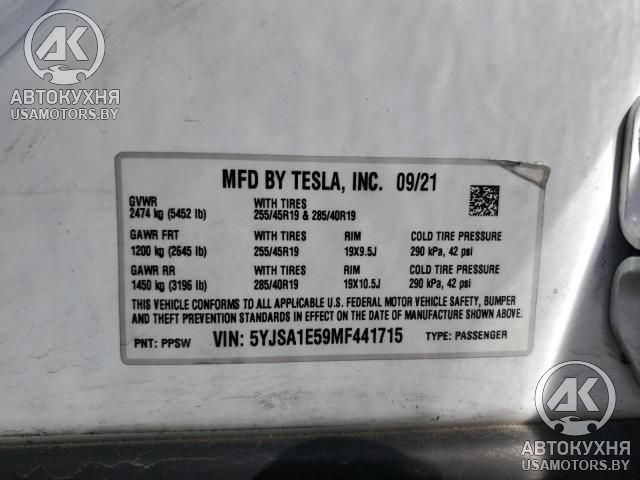 AK
АВТОКУХНЯ
USAMOTORS.BY
MFD BY TESLA, INC. 09/21
GVWR WITH TIRES
2474 kg (5452 lb) 255/45R19 & 285/40R19
GAWR FRT WITH TIRES RIM COLD TIRE PRESSURE
1200 kg (2645 lb) 255/45R19 19X9.5J 290 kPa, 42 psi
GAWR RR WITH TIRES RIM COLD TIRE PRESSURE
1450 kg (3196 lb) 285/40R19 19X10.5J 290 kPa, 42 psi
THIS VEHICLE CONFORMS TO ALL APPLICABLE U.S. FEDERAL MOTOR VEHICLE SAFETY, BUMPER
AND THEFT PREVENTION STANDARDS IN EFFECT ON THE DATE OF MANUFACTURE SHOWN ABOVE.
PNT: PPSW VIN: 5YJSA1E59MF441715 TYPE: PASSENGER
AK
АВТОКУХНЯ
USAMOTORS.BY